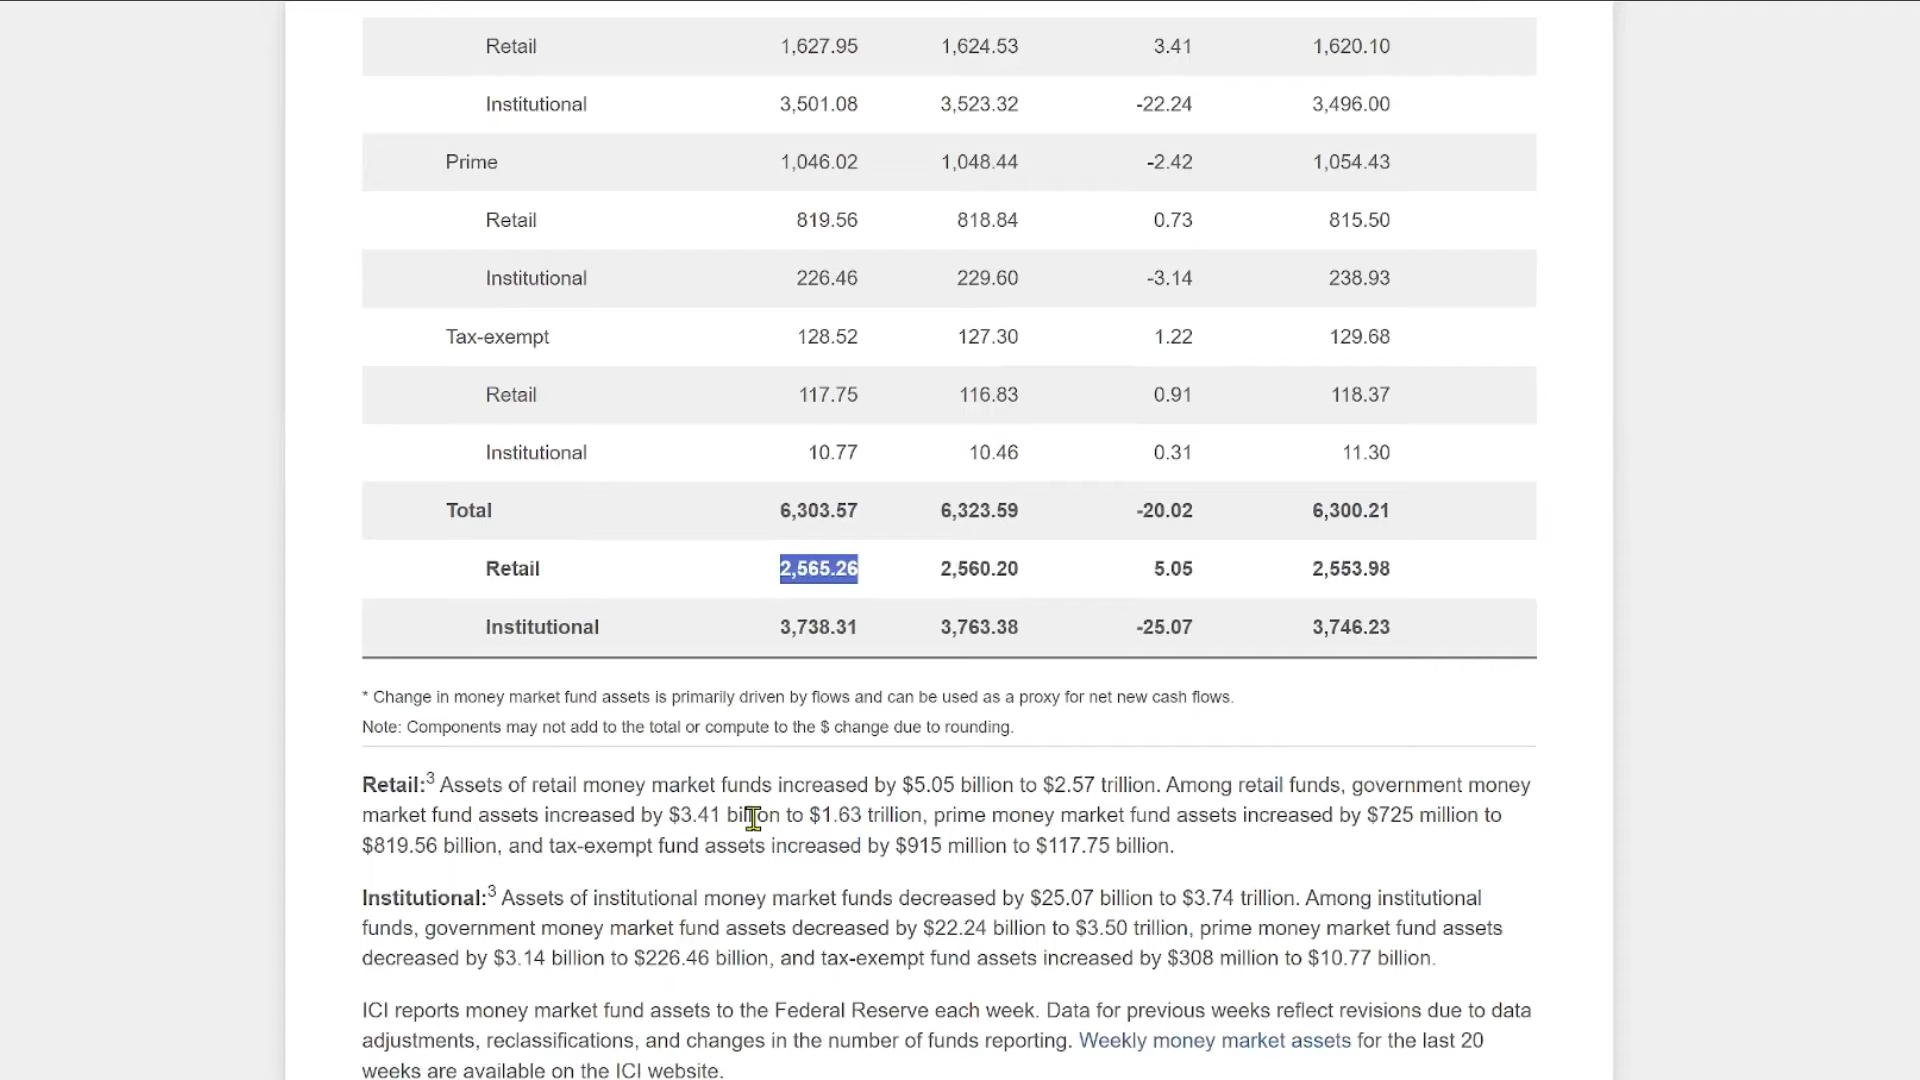 Retail 1,627.95 1,624.53 3.41 1,620.10
Institutional 3,501.08 3,523.32 -22.24 3,496.00
Prime 1,046.02 1,048.44 -2.42 1,054.43
Retail 819.56 818.84 0.73 815.50
Institutional 226.46 229.60 -3.14 238.93
Tax-exempt 128.52 127.30 1.22 129.68
Retail 117.75 116.83 0.91 118.37
Institutional 10.77 10.46 0.31 11.30
Total 6,303.57 6,323.59 -20.02 6,300.21
Retail 2,565.26 2,560.20 5.05 2,553.98
Institutional 3,738.31 3,763.38 -25.07 3,746.23
* Change in money market fund assets is primarily driven by flows and can be used as a proxy for net new cash flows.
Note: Components may not add to the total or compute to the $ change due to rounding.
Retail:3 Assets of retail money market funds increased by $5.05 billion to $2.57 trillion. Among retail funds, government money
market fund assets increased by $3.41 billion to $1.63 trillion, prime money market fund assets increased by $725 million to
$819.56 billion, and tax-exempt fund assets increased by $915 million to $117.75 billion.
Institutional:3 Assets of institutional money market funds decreased by $25.07 billion to $3.74 trillion. Among institutional
funds, government money market fund assets decreased by $22.24 billion to $3.50 trillion, prime money market fund assets
decreased by $3.14 billion to $226.46 billion, and tax-exempt fund assets increased by $308 million to $10.77 billion.
ICI reports money market fund assets to the Federal Reserve each week. Data for previous weeks reflect revisions due to data
adjustments, reclassifications, and changes in the number of funds reporting. Weekly money market assets for the last 20
weeks are available on the ICI website.